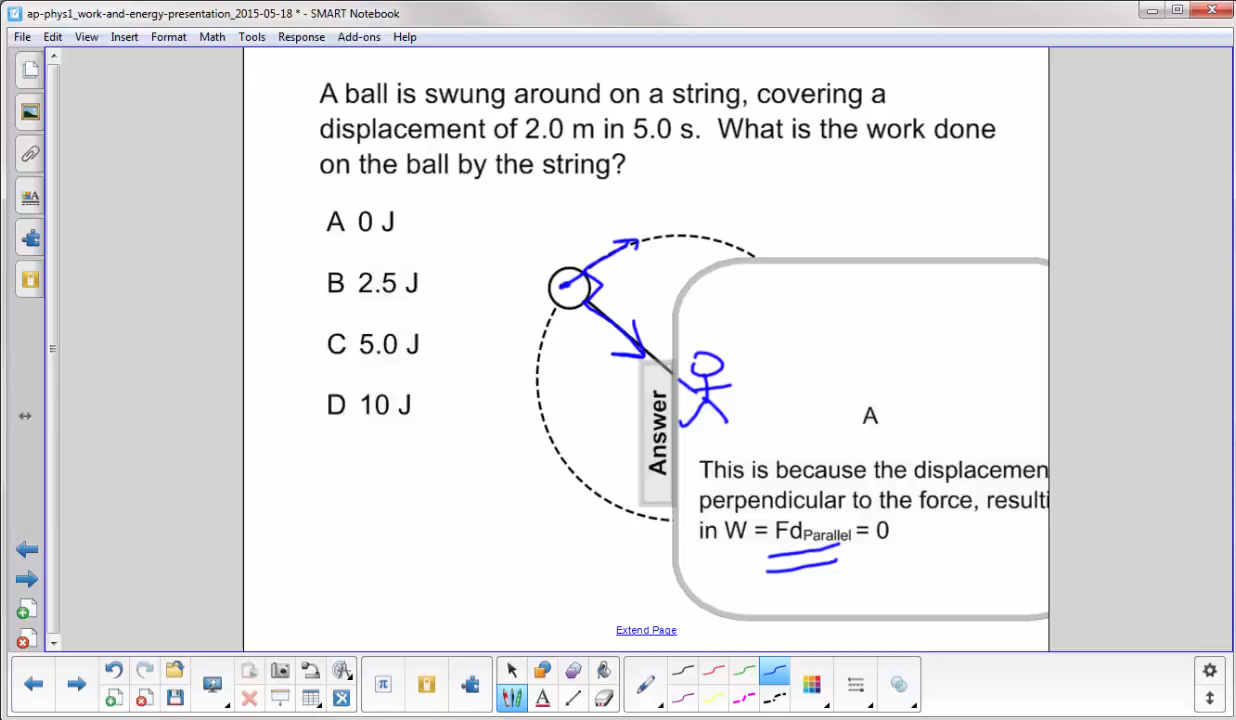 ap-phys1_work-and-energy-presentation_2015-05-18 * - SMART Notebook
File Edit View Insert Format Math Tools Response Add-ons Help
A ball is swung around on a string, covering a
displacement of 2.0 m in 5.0 s. What is the work done
on the ball by the string?
A 0 J
B 2.5 J
C 5.0 J
D 10 J
Answer
A
This is because the displacemen
perpendicular to the force, resulti
in W = FdParallel = 0
Extend Page